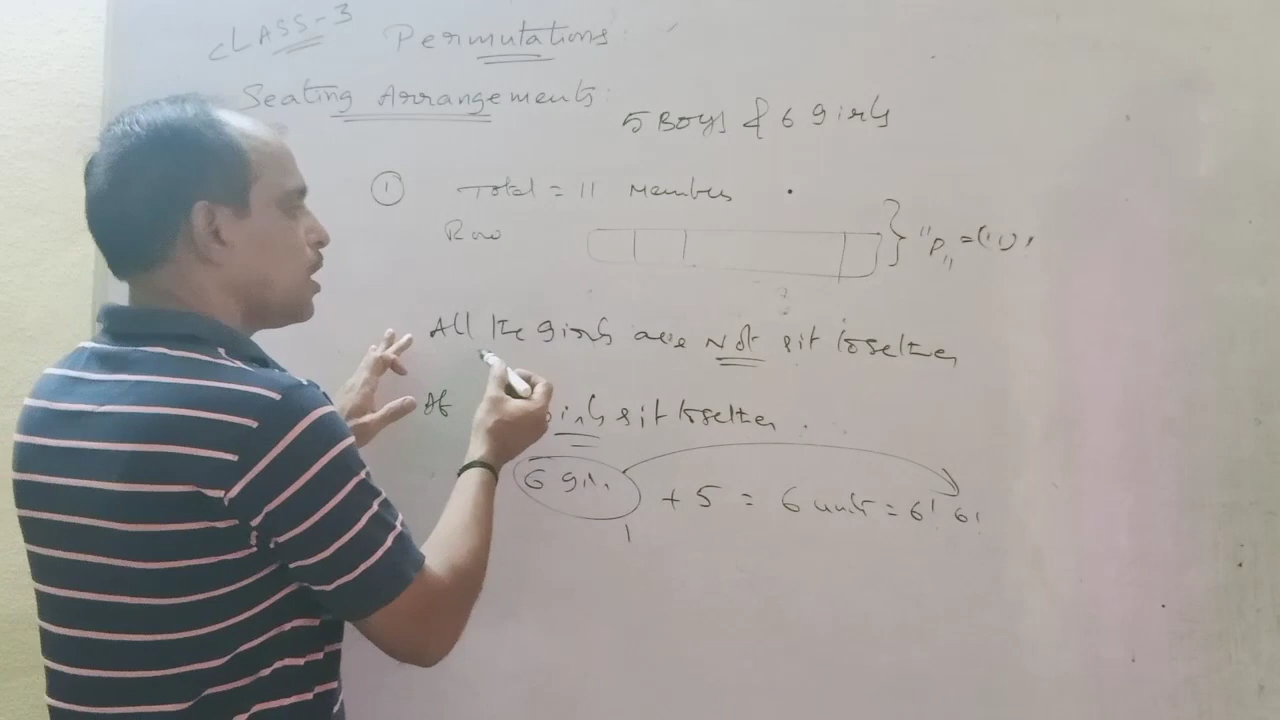 CLASS-3 Permutations:
Seating Arrangements:
5 Boys & 6 Girls
① Total = 11 Members
Row } ¹¹P₁₁ = (11)!
All the girls are Not sit together
sit together.
6 girls + 5 = 6 unit = 6! 6!
1